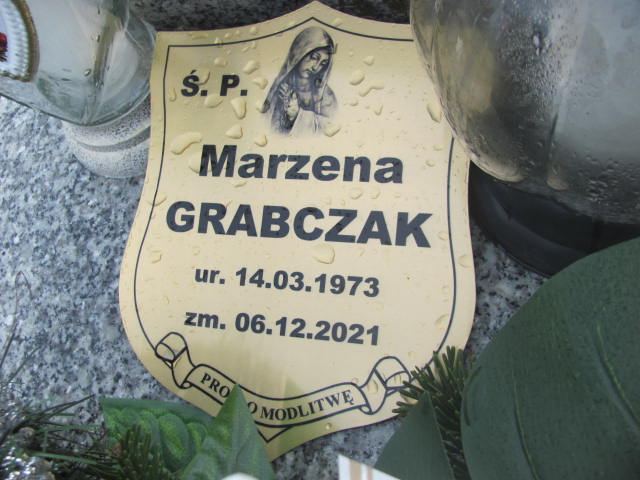 Ś. P.
Marzena
GRABCZAK
ur. 14.03.1973
zm. 06.12.2021
MODLITWĘ